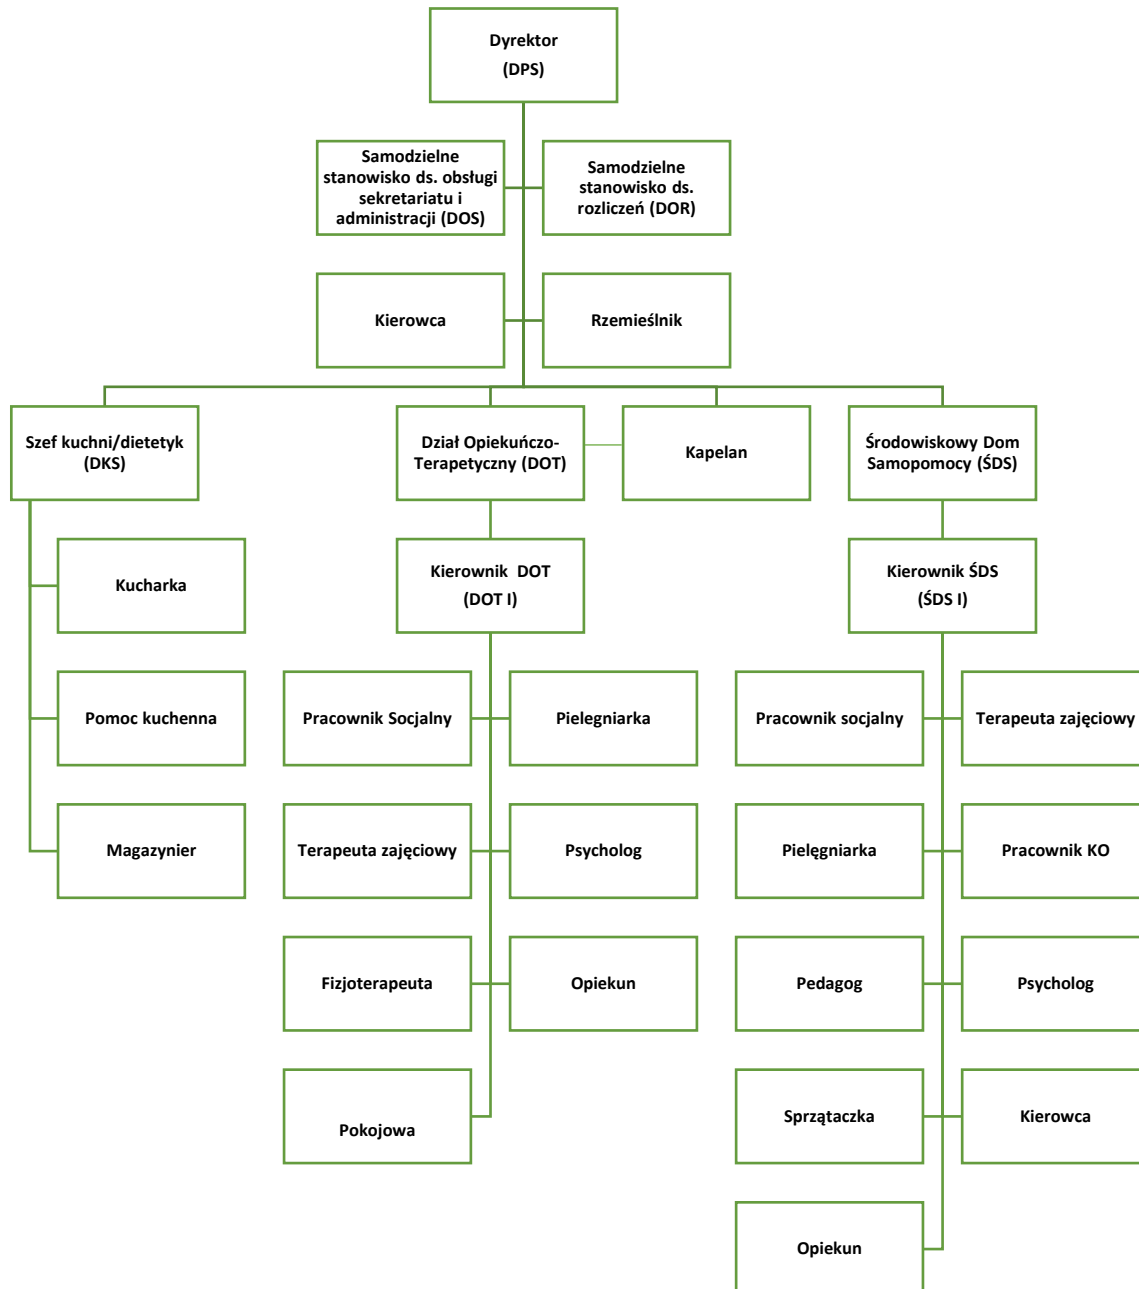 Dyrektor
(DPS)
Samodzielne
stanowisko ds. obsługi
sekretariatu i
administracji (DOS)
Samodzielne
stanowisko ds.
rozliczeń (DOR)
Kierowca
Rzemieślnik
Szef kuchni/dietetyk
(DKS)
Dział Opiekuńczo-
Terapetyczny (DOT)
Kapelan
Środowiskowy Dom
Samopomocy (ŚDS)
Kucharka
Kierownik DOT
(DOT I)
Kierownik ŚDS
(ŚDS I)
Pomoc kuchenna
Pracownik Socjalny
Pielegniarka
Pracownik socjalny
Terapeuta zajęciowy
Magazynier
Terapeuta zajęciowy
Psycholog
Pielęgniarka
Pracownik KO
Fizjoterapeuta
Opiekun
Pedagog
Psycholog
Pokojowa
Sprzątaczka
Kierowca
Opiekun